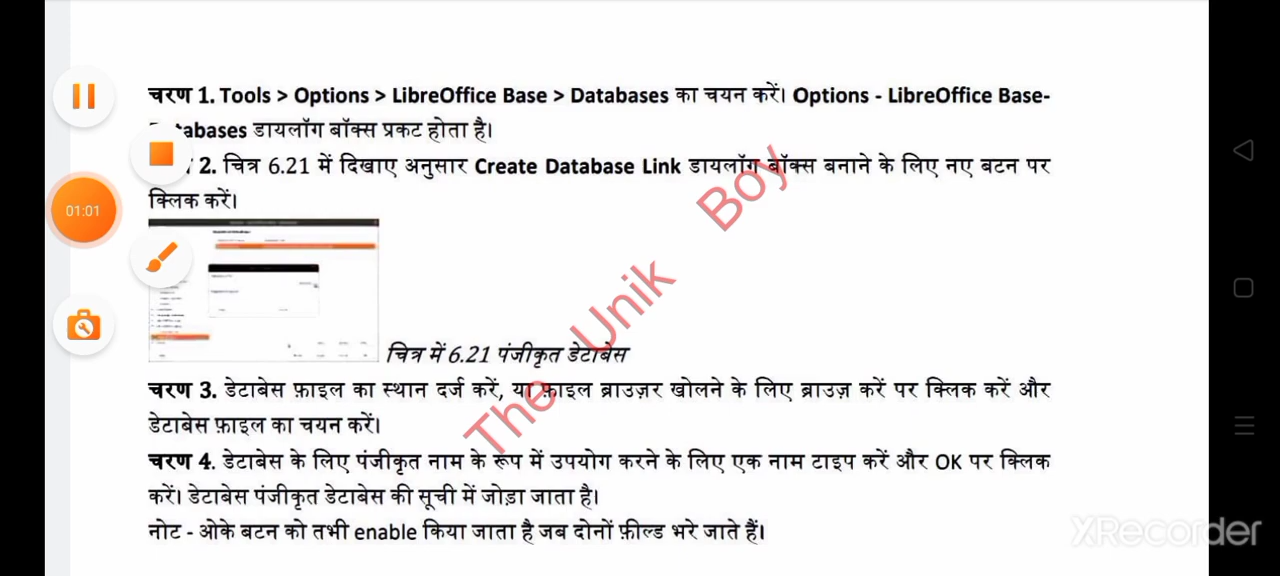 चरण 1. Tools > Options > LibreOffice Base > Databases का चयन करें। Options - LibreOffice Base-
tabases डायलॉग बॉक्स प्रकट होता है।
2. चित्र 6.21 में दिखाए अनुसार Create Database Link डायलॉग बॉक्स बनाने के लिए नए बटन पर
क्लिक करें।
01:01
चित्र में 6.21 पंजीकृत डेटाबेस
चरण 3. डेटाबेस फ़ाइल का स्थान दर्ज करें, या फ़ाइल ब्राउज़र खोलने के लिए ब्राउज़ करें पर क्लिक करें और
डेटाबेस फ़ाइल का चयन करें।
चरण 4. डेटाबेस के लिए पंजीकृत नाम के रूप में उपयोग करने के लिए एक नाम टाइप करें और OK पर क्लिक
करें। डेटाबेस पंजीकृत डेटाबेस की सूची में जोड़ा जाता है।
नोट - ओके बटन को तभी enable किया जाता है जब दोनों फ़ील्ड भरे जाते हैं।
The Unik Boy
XRecorder